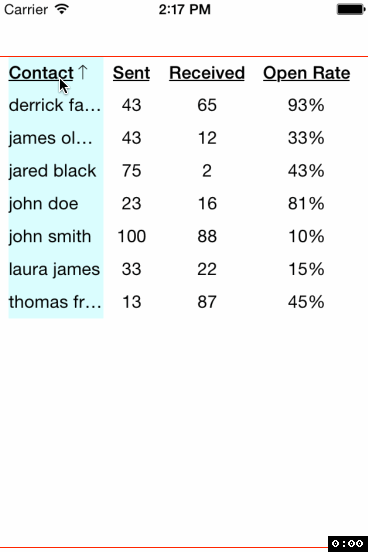 Carrier 2:17 PM
Contact ↑ Sent Received Open Rate
derrick fa... 43 65 93%
james ol... 43 12 33%
jared black 75 2 43%
john doe 23 16 81%
john smith 100 88 10%
laura james 33 22 15%
thomas fr... 13 87 45%
0:00